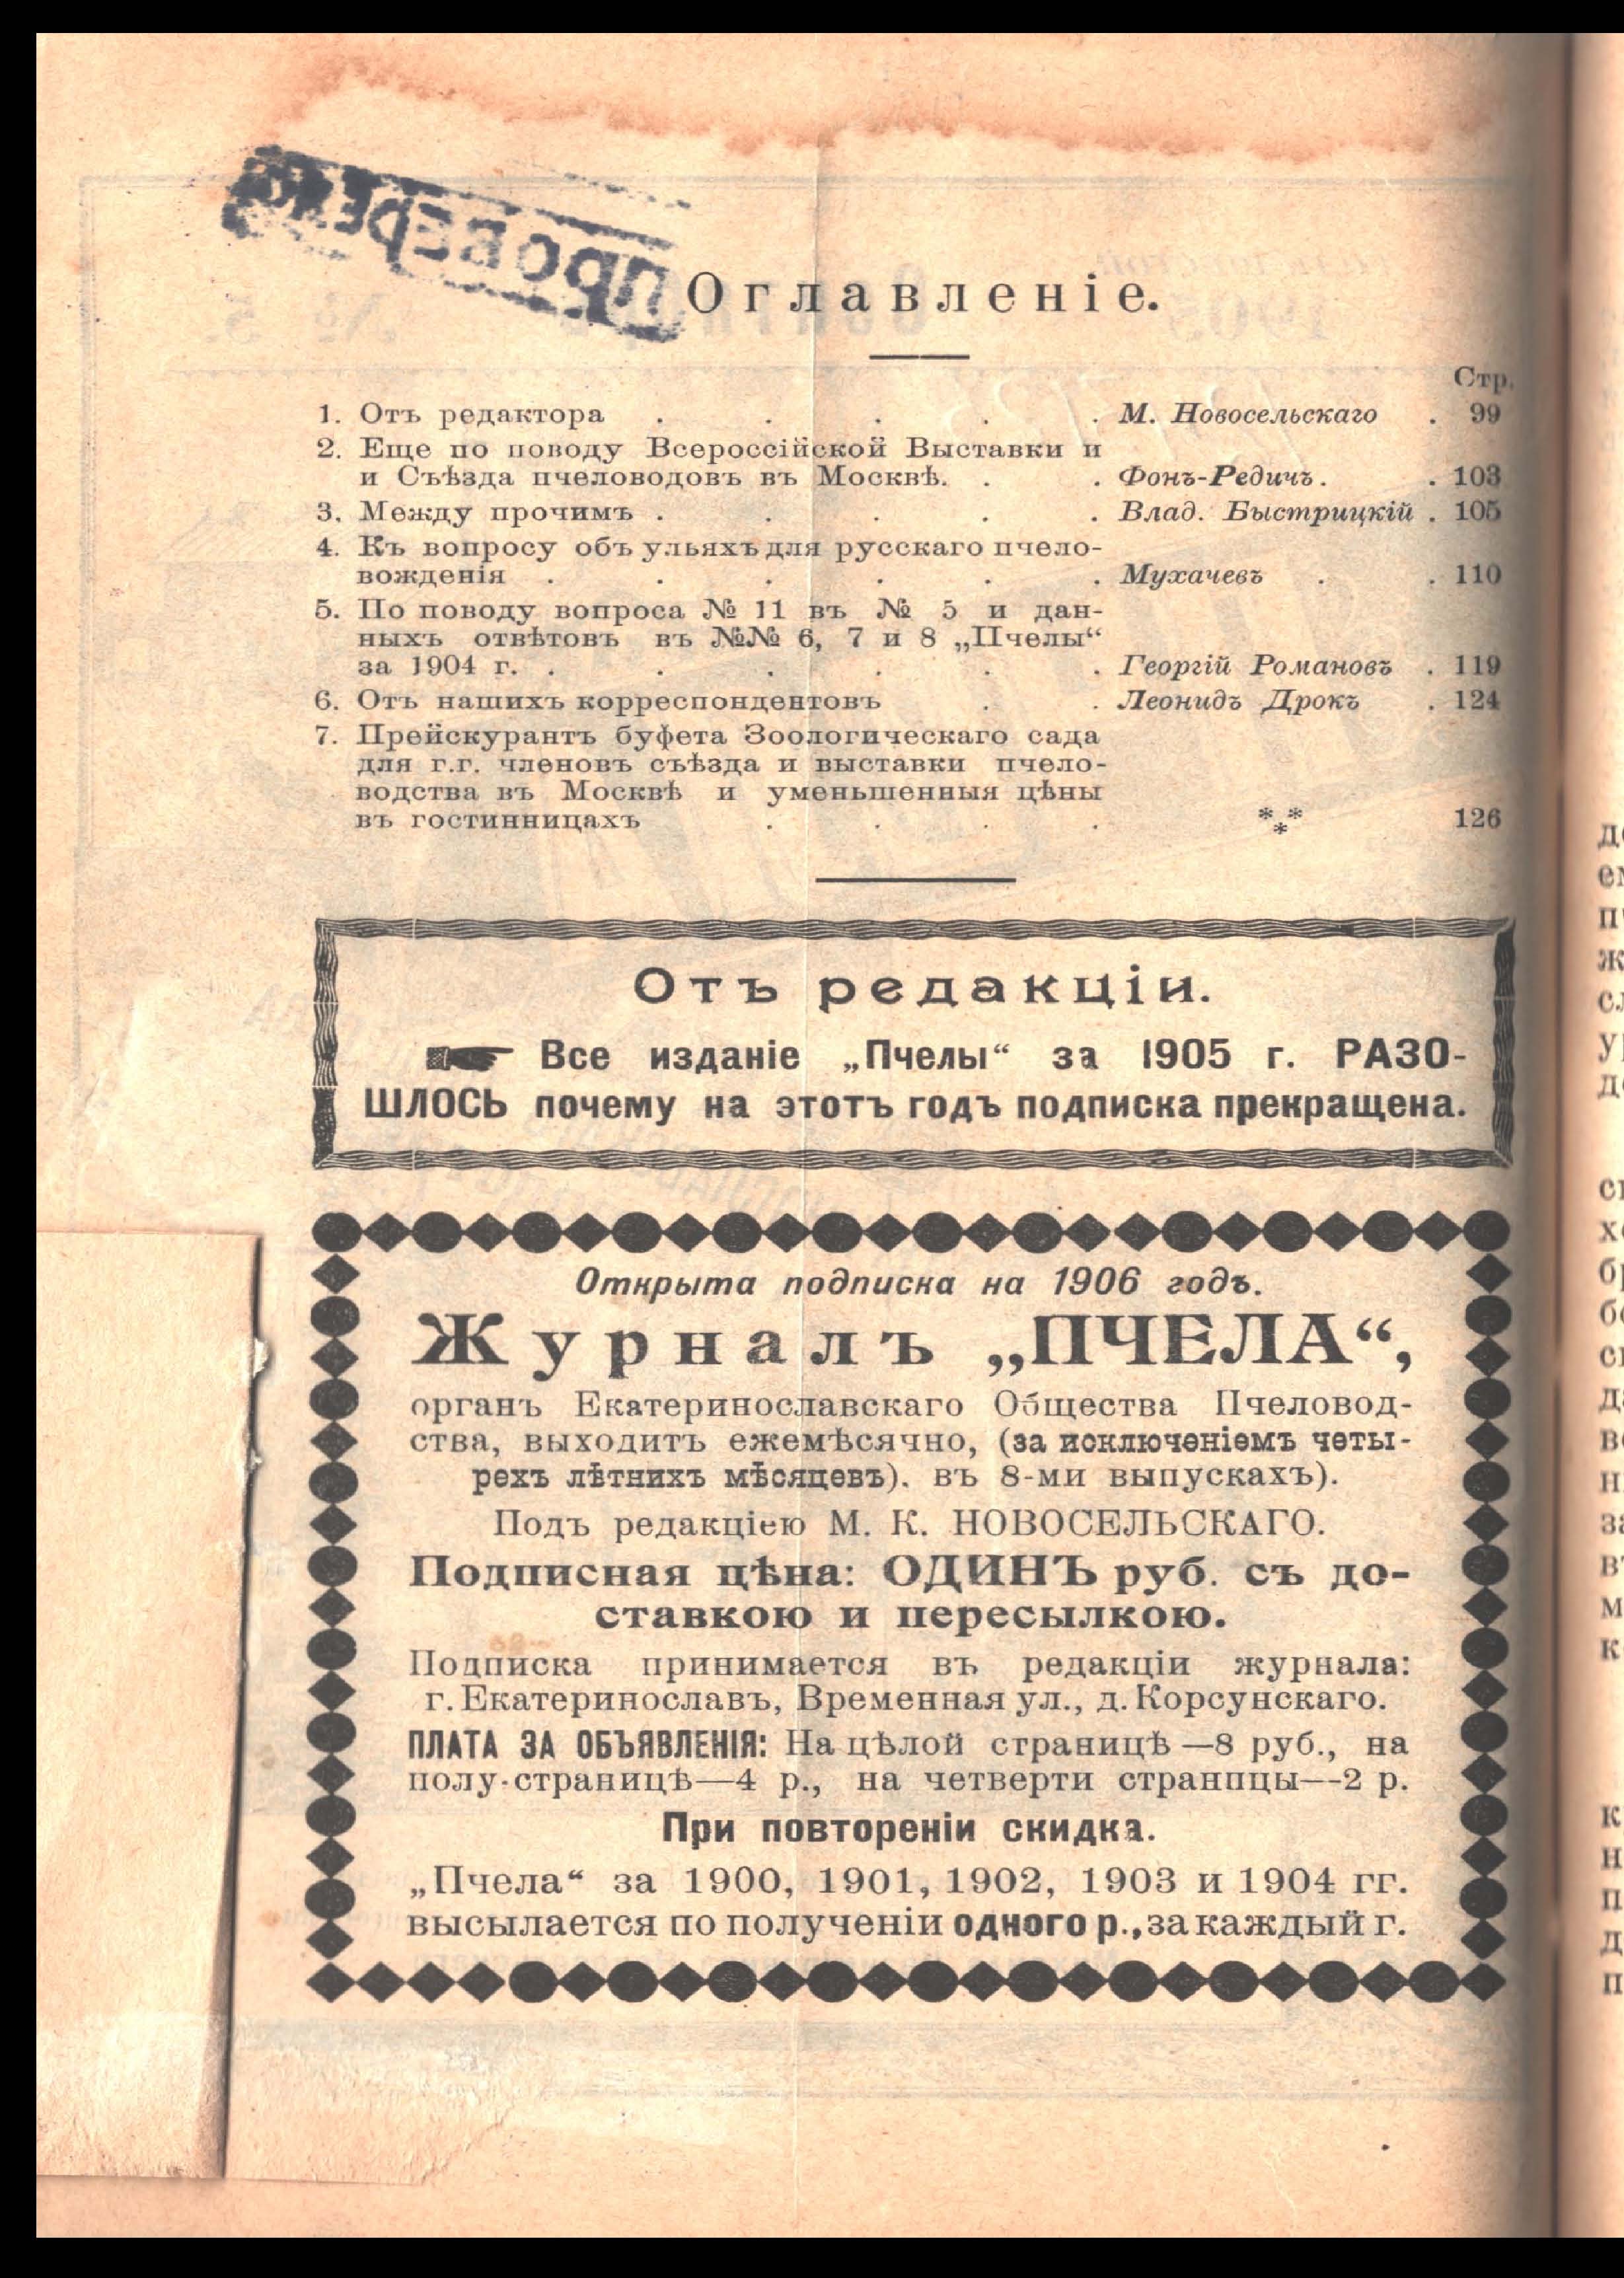 Оглавленіе.
Стр.
1. Отъ редактора . . . . . М. Новосельскаго . 99
2. Еще по поводу Всероссійской Выставки и
и Съѣзда пчеловодовъ въ Москвѣ. . . Фонъ-Редичъ. . 103
3. Между прочимъ . . . . . Влад. Быстрицкій . 105
4. Къ вопросу объ ульяхъ для русскаго пчело-
вожденія . . . . . . Мухачевъ . . 110
5. По поводу вопроса № 11 въ № 5 и дан-
ныхъ отвѣтовъ въ №№ 6, 7 и 8 „Пчелы“
за 1904 г. . . . . . . Георгій Романовъ . 119
6. Отъ нашихъ корреспондентовъ . . Леонидъ Дрокъ . 124
7. Прейскурантъ буфета Зоологическаго сада
для г.г. членовъ съѣзда и выставки пчело-
водства въ Москвѣ и уменьшенныя цѣны
въ гостинницахъ . . . . *** 126
Отъ редакціи.
Все изданіе „Пчелы“ за 1905 г. РАЗО-
ШЛОСЬ почему на этотъ годъ подписка прекращена.
Открыта подписка на 1906 годъ.
Журналъ „ПЧЕЛА“,
органъ Екатеринославскаго Общества Пчеловод-
ства, выходитъ ежемѣсячно, (за исключеніемъ четы-
рехъ лѣтнихъ мѣсяцевъ). въ 8-ми выпускахъ).
Подъ редакціею М. К. НОВОСЕЛЬСКАГО.
Подписная цѣна: ОДИНЪ руб. съ до-
ставкою и пересылкою.
Подписка принимается въ редакціи журнала:
г. Екатеринославъ, Временная ул., д. Корсунскаго.
ПЛАТА ЗА ОБЪЯВЛЕНІЯ: На цѣлой страницѣ—8 руб., на
полу-страницѣ—4 р., на четверти страницы—-2 р.
При повтореніи скидка.
„Пчела“ за 1900, 1901, 1902, 1903 и 1904 гг.
высылается по полученіи одного р., за каждый г.